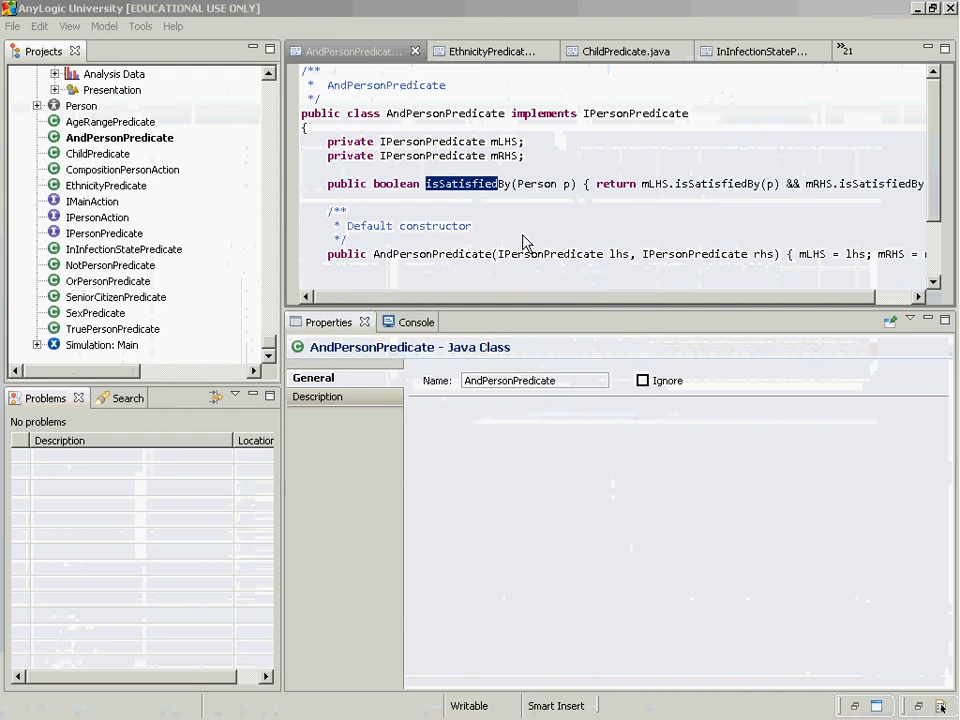 AnyLogic University [EDUCATIONAL USE ONLY]
File Edit View Model Tools Help
Projects
Analysis Data
Presentation
Person
AgeRangePredicate
AndPersonPredicate
ChildPredicate
CompositionPersonAction
EthnicityPredicate
IMainAction
IPersonAction
IPersonPredicate
InInfectionStatePredicate
NotPersonPredicate
OrPersonPredicate
SeniorCitizenPredicate
SexPredicate
TruePersonPredicate
Simulation: Main
AndPersonPredicat... EthnicityPredicat... ChildPredicate.java InInfectionStateP... »21
/**
* AndPersonPredicate
*/
public class AndPersonPredicate implements IPersonPredicate
{
private IPersonPredicate mLHS;
private IPersonPredicate mRHS;
public boolean isSatisfiedBy(Person p) { return mLHS.isSatisfiedBy(p) && mRHS.isSatisfiedBy
/**
* Default constructor
*/
public AndPersonPredicate(IPersonPredicate lhs, IPersonPredicate rhs) { mLHS = lhs; mRHS =
Properties Console
AndPersonPredicate - Java Class
General
Description
Name: AndPersonPredicate Ignore
Problems Search
No problems
Description Location
Writable Smart Insert